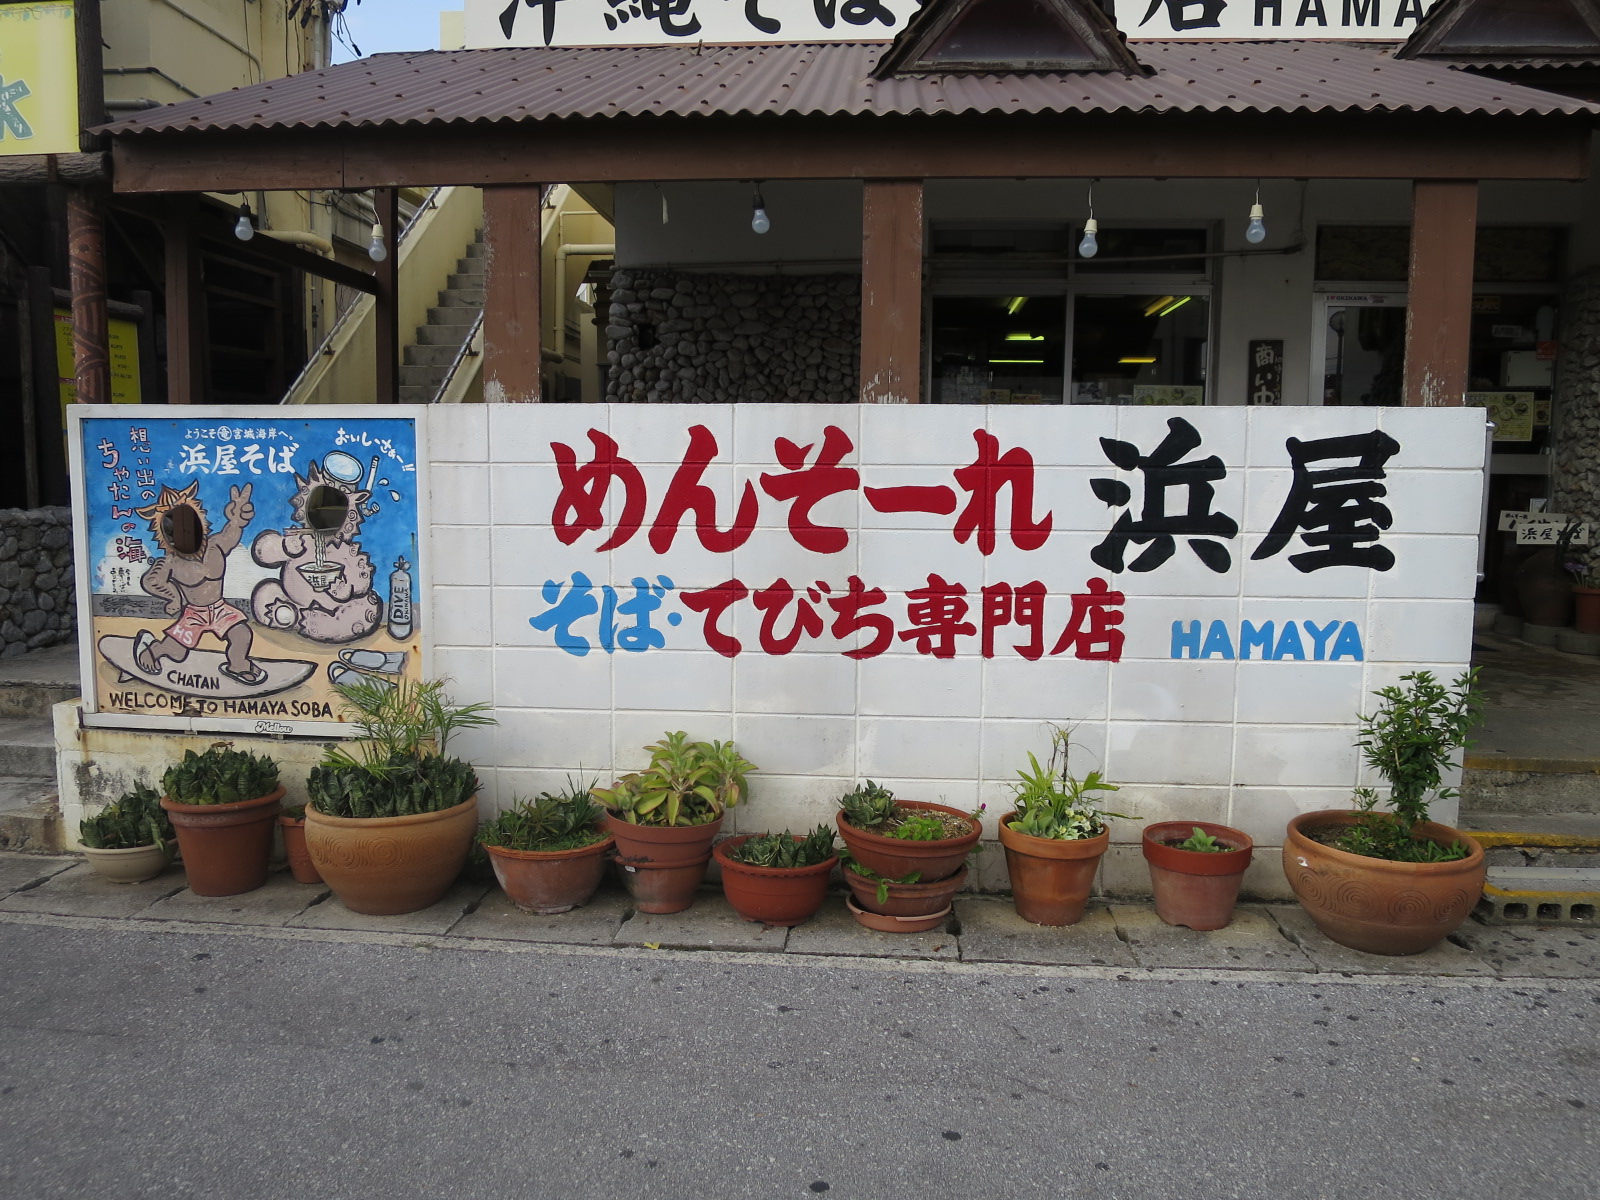 沖縄そば
店 HAMA
めんそーれ 浜屋
そば・てびち専門店 HAMAYA
ようこそ宮城海岸へ。
浜屋そば
おいしいさぁー!!
想い出の
ちゃたんの海。
浜屋
DIVE
HS
CHATAN
WELCOME TO HAMAYA SOBA
Mellow
浜屋そば